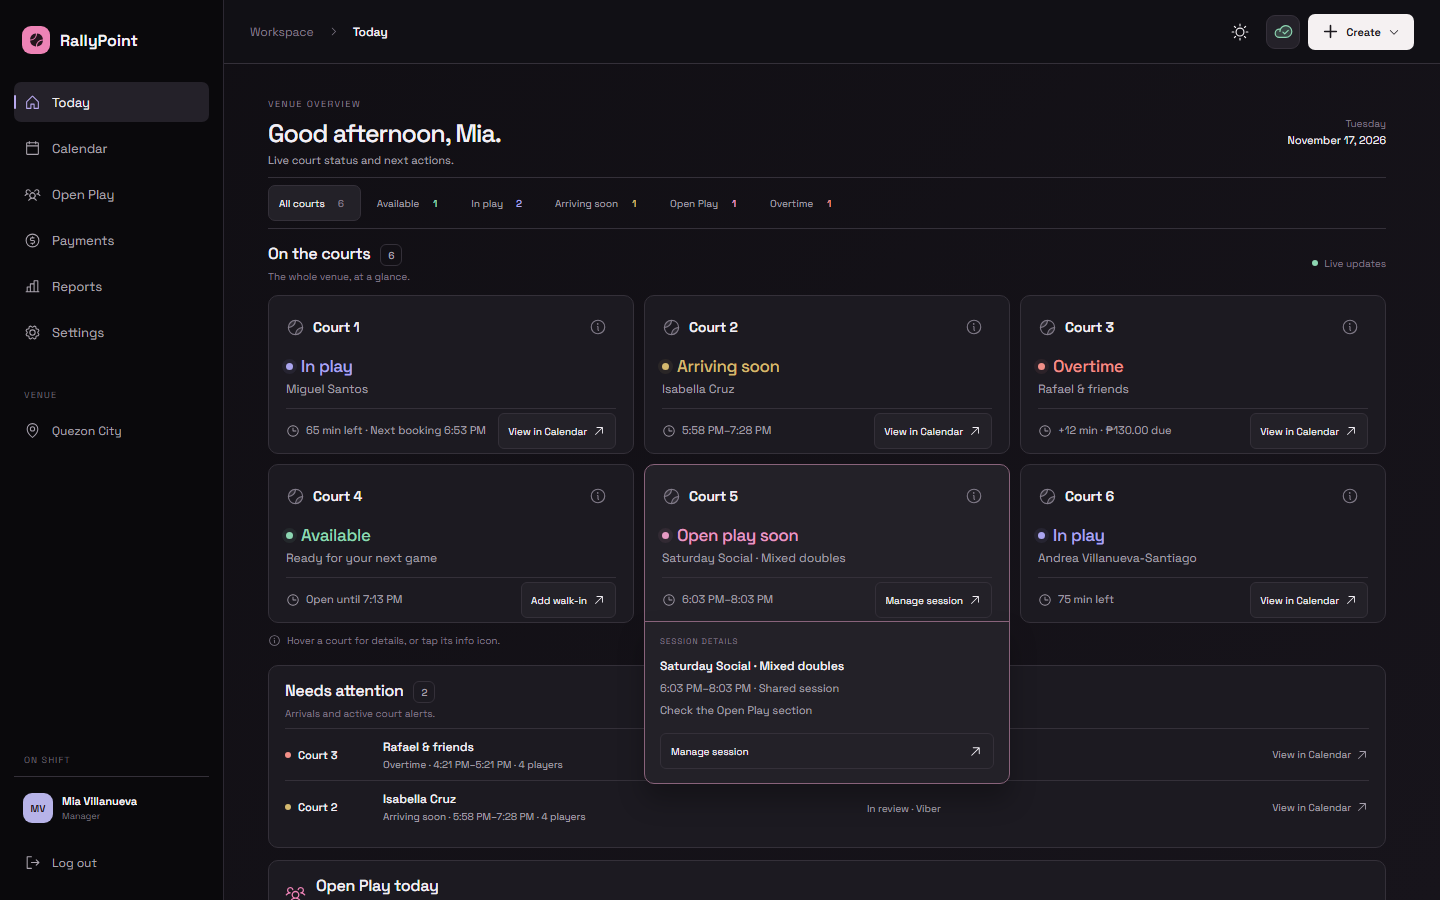 RallyPoint
Today
Calendar
Open Play
Payments
Reports
Settings
VENUE
Quezon City
ON SHIFT
MV
Mia Villanueva
Manager
Log out
Workspace
Today
Create
VENUE OVERVIEW
Good afternoon, Mia.
Live court status and next actions.
Tuesday
November 17, 2026
All courts 6
Available 1
In play 2
Arriving soon 1
Open Play 1
Overtime 1
On the courts 6
The whole venue, at a glance.
Live updates
Court 1
In play
Miguel Santos
65 min left · Next booking 6:53 PM
View in Calendar
Court 2
Arriving soon
Isabella Cruz
5:58 PM–7:28 PM
View in Calendar
Court 3
Overtime
Rafael & friends
+12 min · ₱130.00 due
View in Calendar
Court 4
Available
Ready for your next game
Open until 7:13 PM
Add walk-in
Court 5
Open play soon
Saturday Social · Mixed doubles
6:03 PM–8:03 PM
Manage session
SESSION DETAILS
Saturday Social · Mixed doubles
6:03 PM–8:03 PM · Shared session
Check the Open Play section
Manage session
Court 6
In play
Andrea Villanueva-Santiago
75 min left
View in Calendar
Hover a court for details, or tap its info icon.
Needs attention 2
Arrivals and active court alerts.
Court 3
Rafael & friends
Overtime · 4:21 PM–5:21 PM · 4 players
View in Calendar
Court 2
Isabella Cruz
Arriving soon · 5:58 PM–7:28 PM · 4 players
In review · Viber
View in Calendar
Open Play today